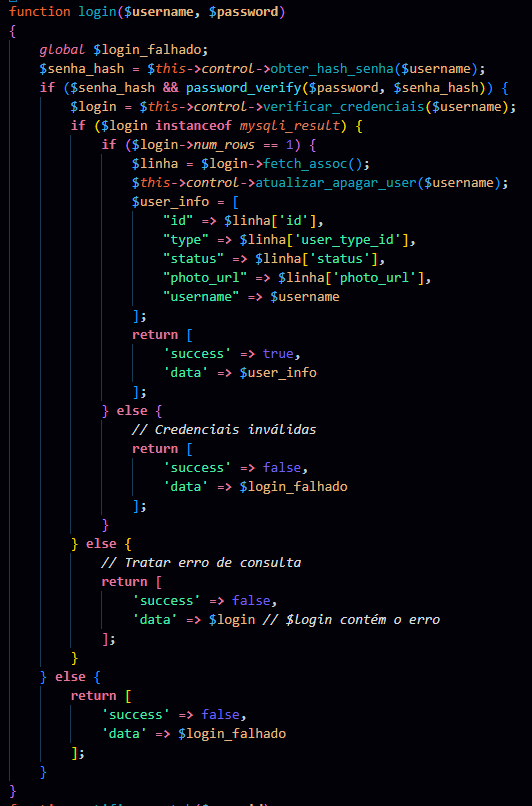 function login($username, $password)
{
    global $login_falhado;
    $senha_hash = $this->control->obter_hash_senha($username);
    if ($senha_hash && password_verify($password, $senha_hash)) {
        $login = $this->control->verificar_credenciais($username);
        if ($login instanceof mysqli_result) {
            if ($login->num_rows == 1) {
                $linha = $login->fetch_assoc();
                $this->control->atualizar_apagar_user($username);
                $user_info = [
                    "id" => $linha['id'],
                    "type" => $linha['user_type_id'],
                    "status" => $linha['status'],
                    "photo_url" => $linha['photo_url'],
                    "username" => $username
                ];
                return [
                    'success' => true,
                    'data' => $user_info
                ];
            } else {
                // Credenciais inválidas
                return [
                    'success' => false,
                    'data' => $login_falhado
                ];
            }
        } else {
            // Tratar erro de consulta
            return [
                'success' => false,
                'data' => $login // $login contém o erro
            ];
        }
    } else {
        return [
            'success' => false,
            'data' => $login_falhado
        ];
    }
}